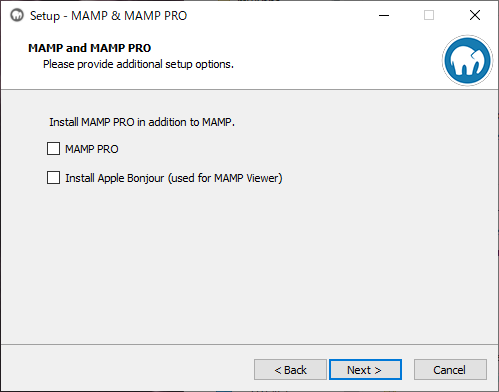 Setup - MAMP & MAMP PRO
MAMP and MAMP PRO
Please provide additional setup options.
Install MAMP PRO in addition to MAMP.
MAMP PRO
Install Apple Bonjour (used for MAMP Viewer)
< Back
Next >
Cancel